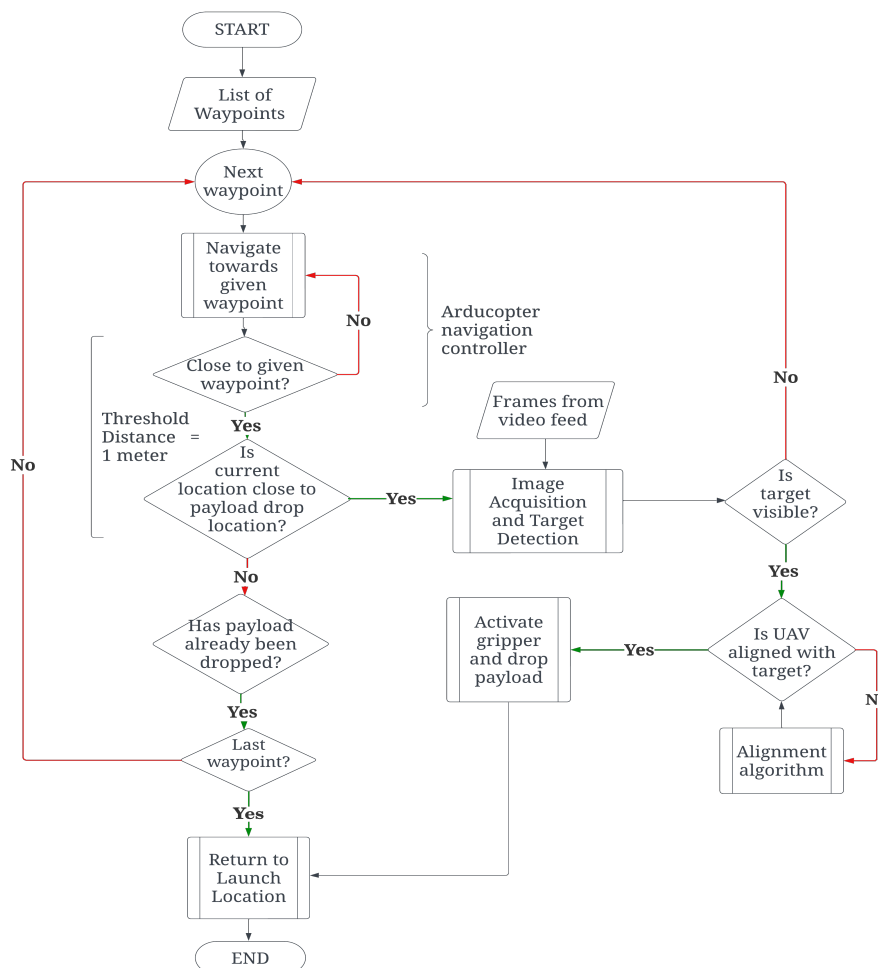 START
List of
Waypoints
Next
waypoint
Navigate
towards
given
waypoint
No
Arducopter
navigation
controller
Close to given
waypoint?
Threshold
Distance =
1 meter
Yes
Is
current
location close to
payload drop
location?
Yes
Frames from
video feed
Image
Acquisition
and Target
Detection
No
Is
target
visible?
No
Yes
No
Has payload
already been
dropped?
Activate
gripper
and drop
payload
Yes
Is UAV
aligned with
target?
N
Alignment
algorithm
Yes
Last
waypoint?
Yes
Return to
Launch
Location
END